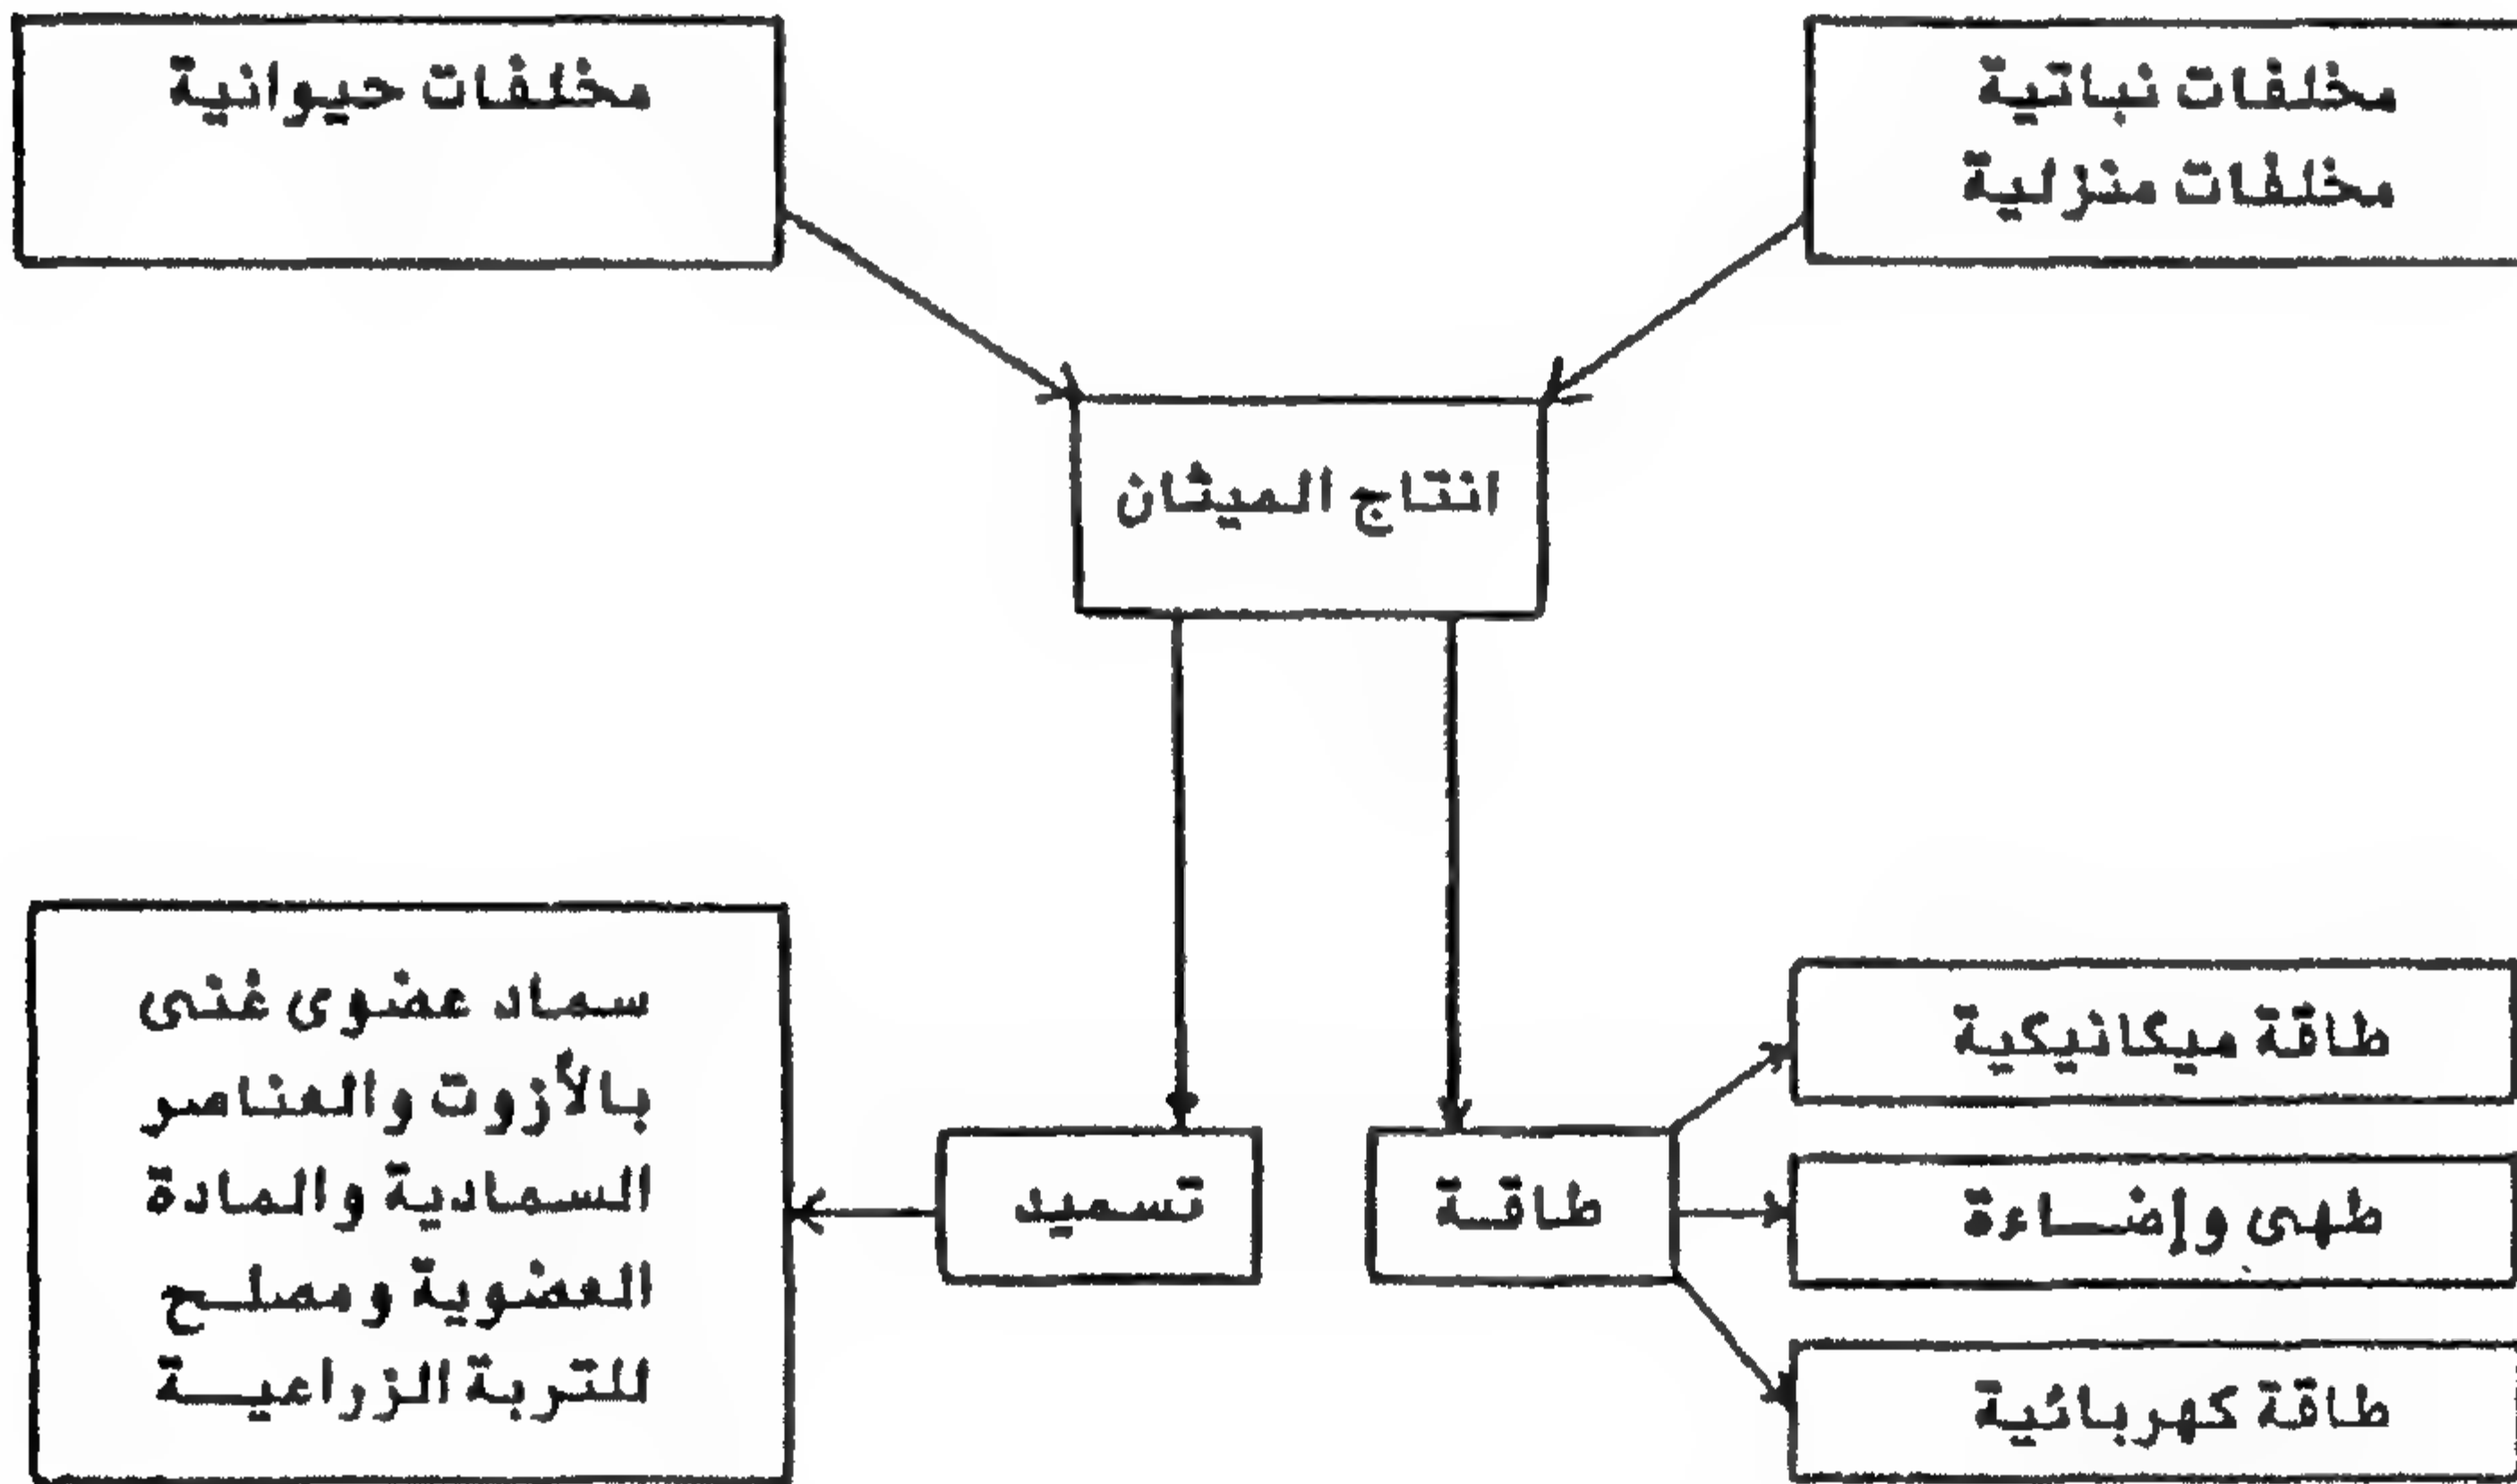 مخلفات نباتية
مخلفات منزلية
مخلفات حيوانية
انتاج الميثان
طاقة ميكانيكية
طهى وإضاءة
طاقة كهربائية
طاقة
تسميد
سماد عضوى غنى
بالأزوت والعناصر
السمادية والمادة
العضوية ومصلح
للتربة الزراعية